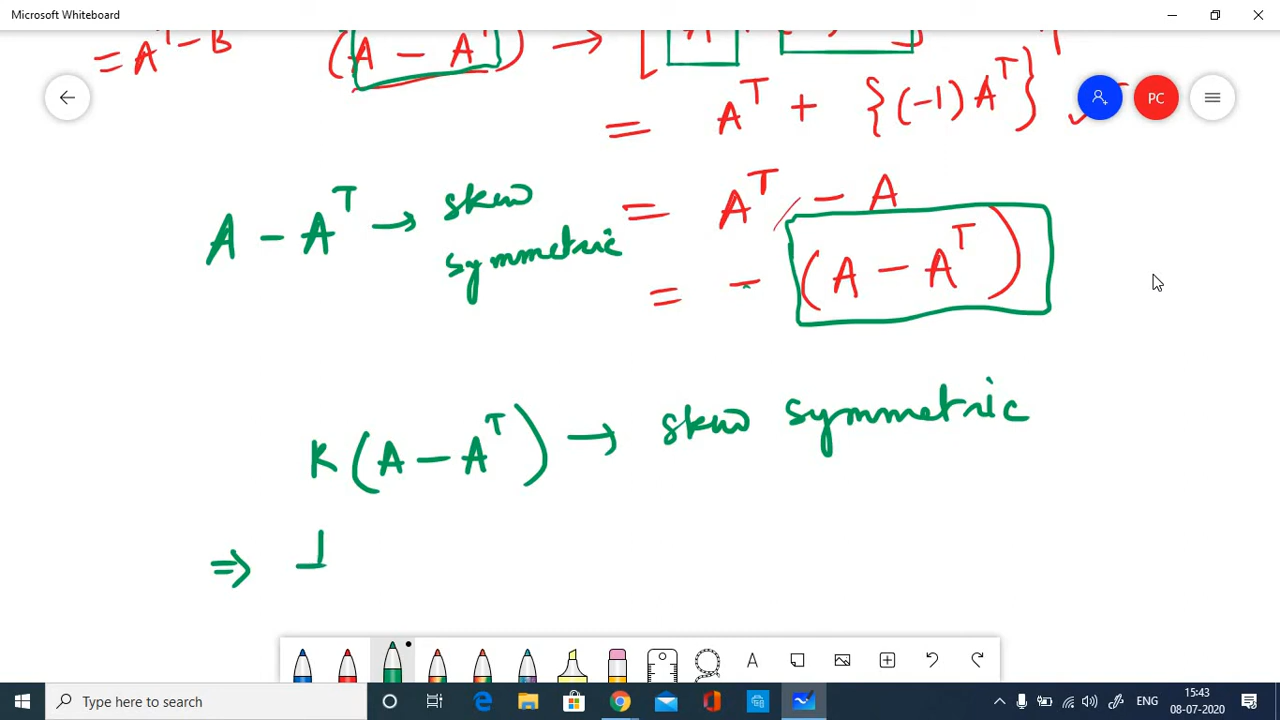 Microsoft Whiteboard
= Aᵀ - B (A - Aᵀ) →
PC
= Aᵀ + {(-1) Aᵀ}
A - Aᵀ → skew symmetric
= Aᵀ - A
= - (A - Aᵀ)
K (A - Aᵀ) → skew symmetric
⇒ 1
Type here to search
ENG
15:43
08-07-2020